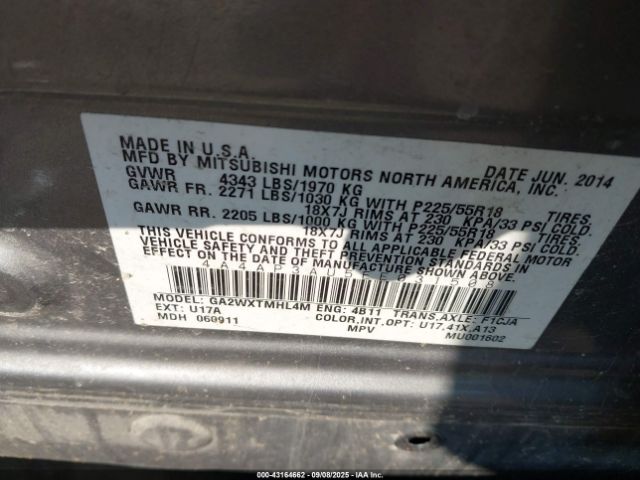 MADE IN U.S.A. DATE JUN. 2014
MFD BY MITSUBISHI MOTORS NORTH AMERICA, INC.
GVWR 4343 LBS/1970 KG
GAWR FR. 2271 LBS/1030 KG WITH P225/55R18 TIRES.
18X7J RIMS AT 230 KPA/33 PSI COLD.
GAWR RR. 2205 LBS/1000 KG WITH P225/55R18 TIRES.
18X7J RIMS AT 230 KPA/33 PSI COLD.
THIS VEHICLE CONFORMS TO ALL APPLICABLE FEDERAL MOTOR
VEHICLE SAFETY AND THEFT PREVENTION STANDARDS IN
EFFECT ON THE DATE OF MANUFACTURE SHOWN ABOVE.
4A4AP3AU5FE031508
MODEL: GA2WXTMHL4M ENG: 4B11 TRANS.AXLE: F1CJA
EXT: U17A COLOR.INT.OPT: U17.41X.A13
MDH 060911 MPV MU001602
IAA 43164662 | 09/08/2025 | IAA Inc.